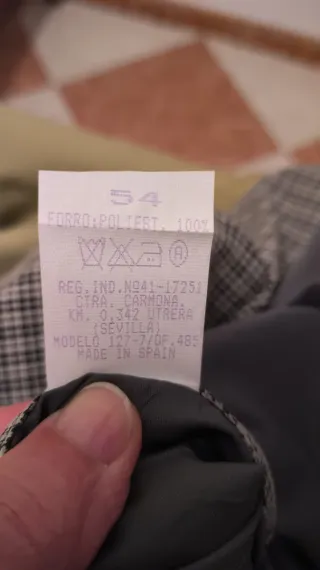 54
FORRO:POLIEST. 100%
A
REG.IND.Nº41-17251
CTRA. CARMONA,
KM. 0,342 UTRERA
(SEVILLA)
MODELO 127-7/OF.485
MADE IN SPAIN